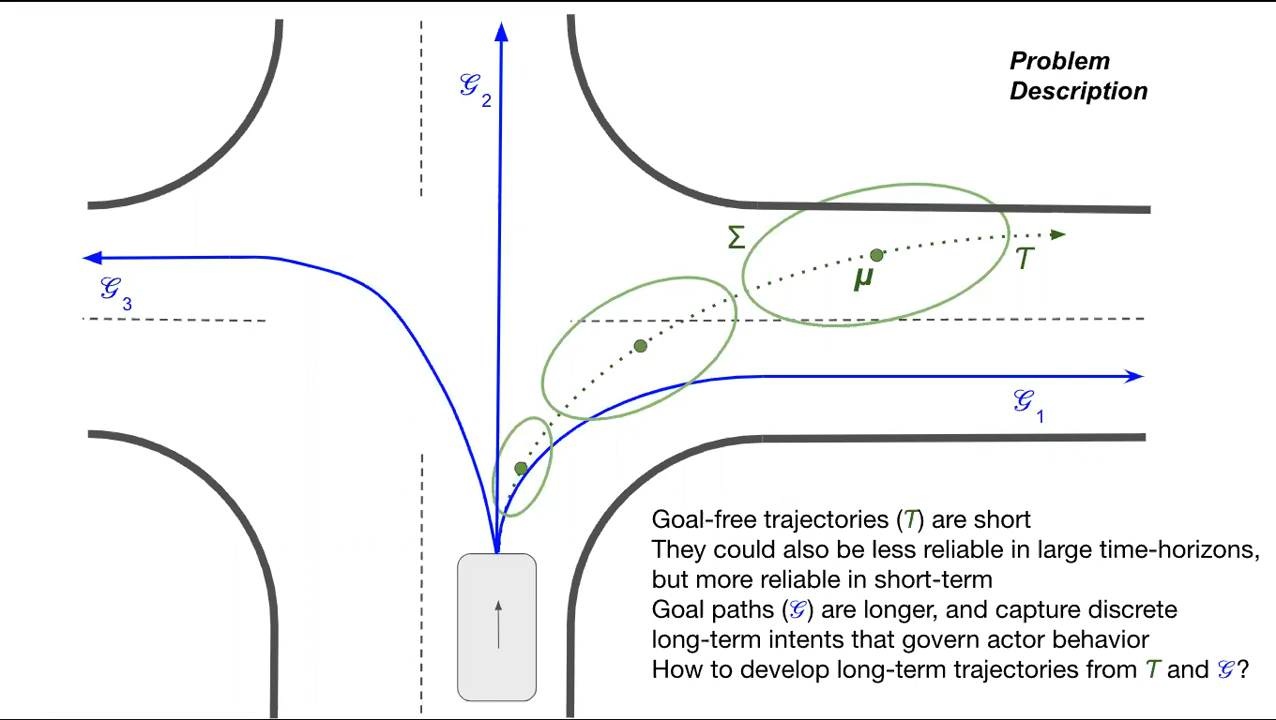 Problem
Description
𝒢2
Σ
μ
𝒯
𝒢3
𝒢1
Goal-free trajectories (𝒯) are short
They could also be less reliable in large time-horizons,
but more reliable in short-term
Goal paths (𝒢) are longer, and capture discrete
long-term intents that govern actor behavior
How to develop long-term trajectories from 𝒯 and 𝒢?